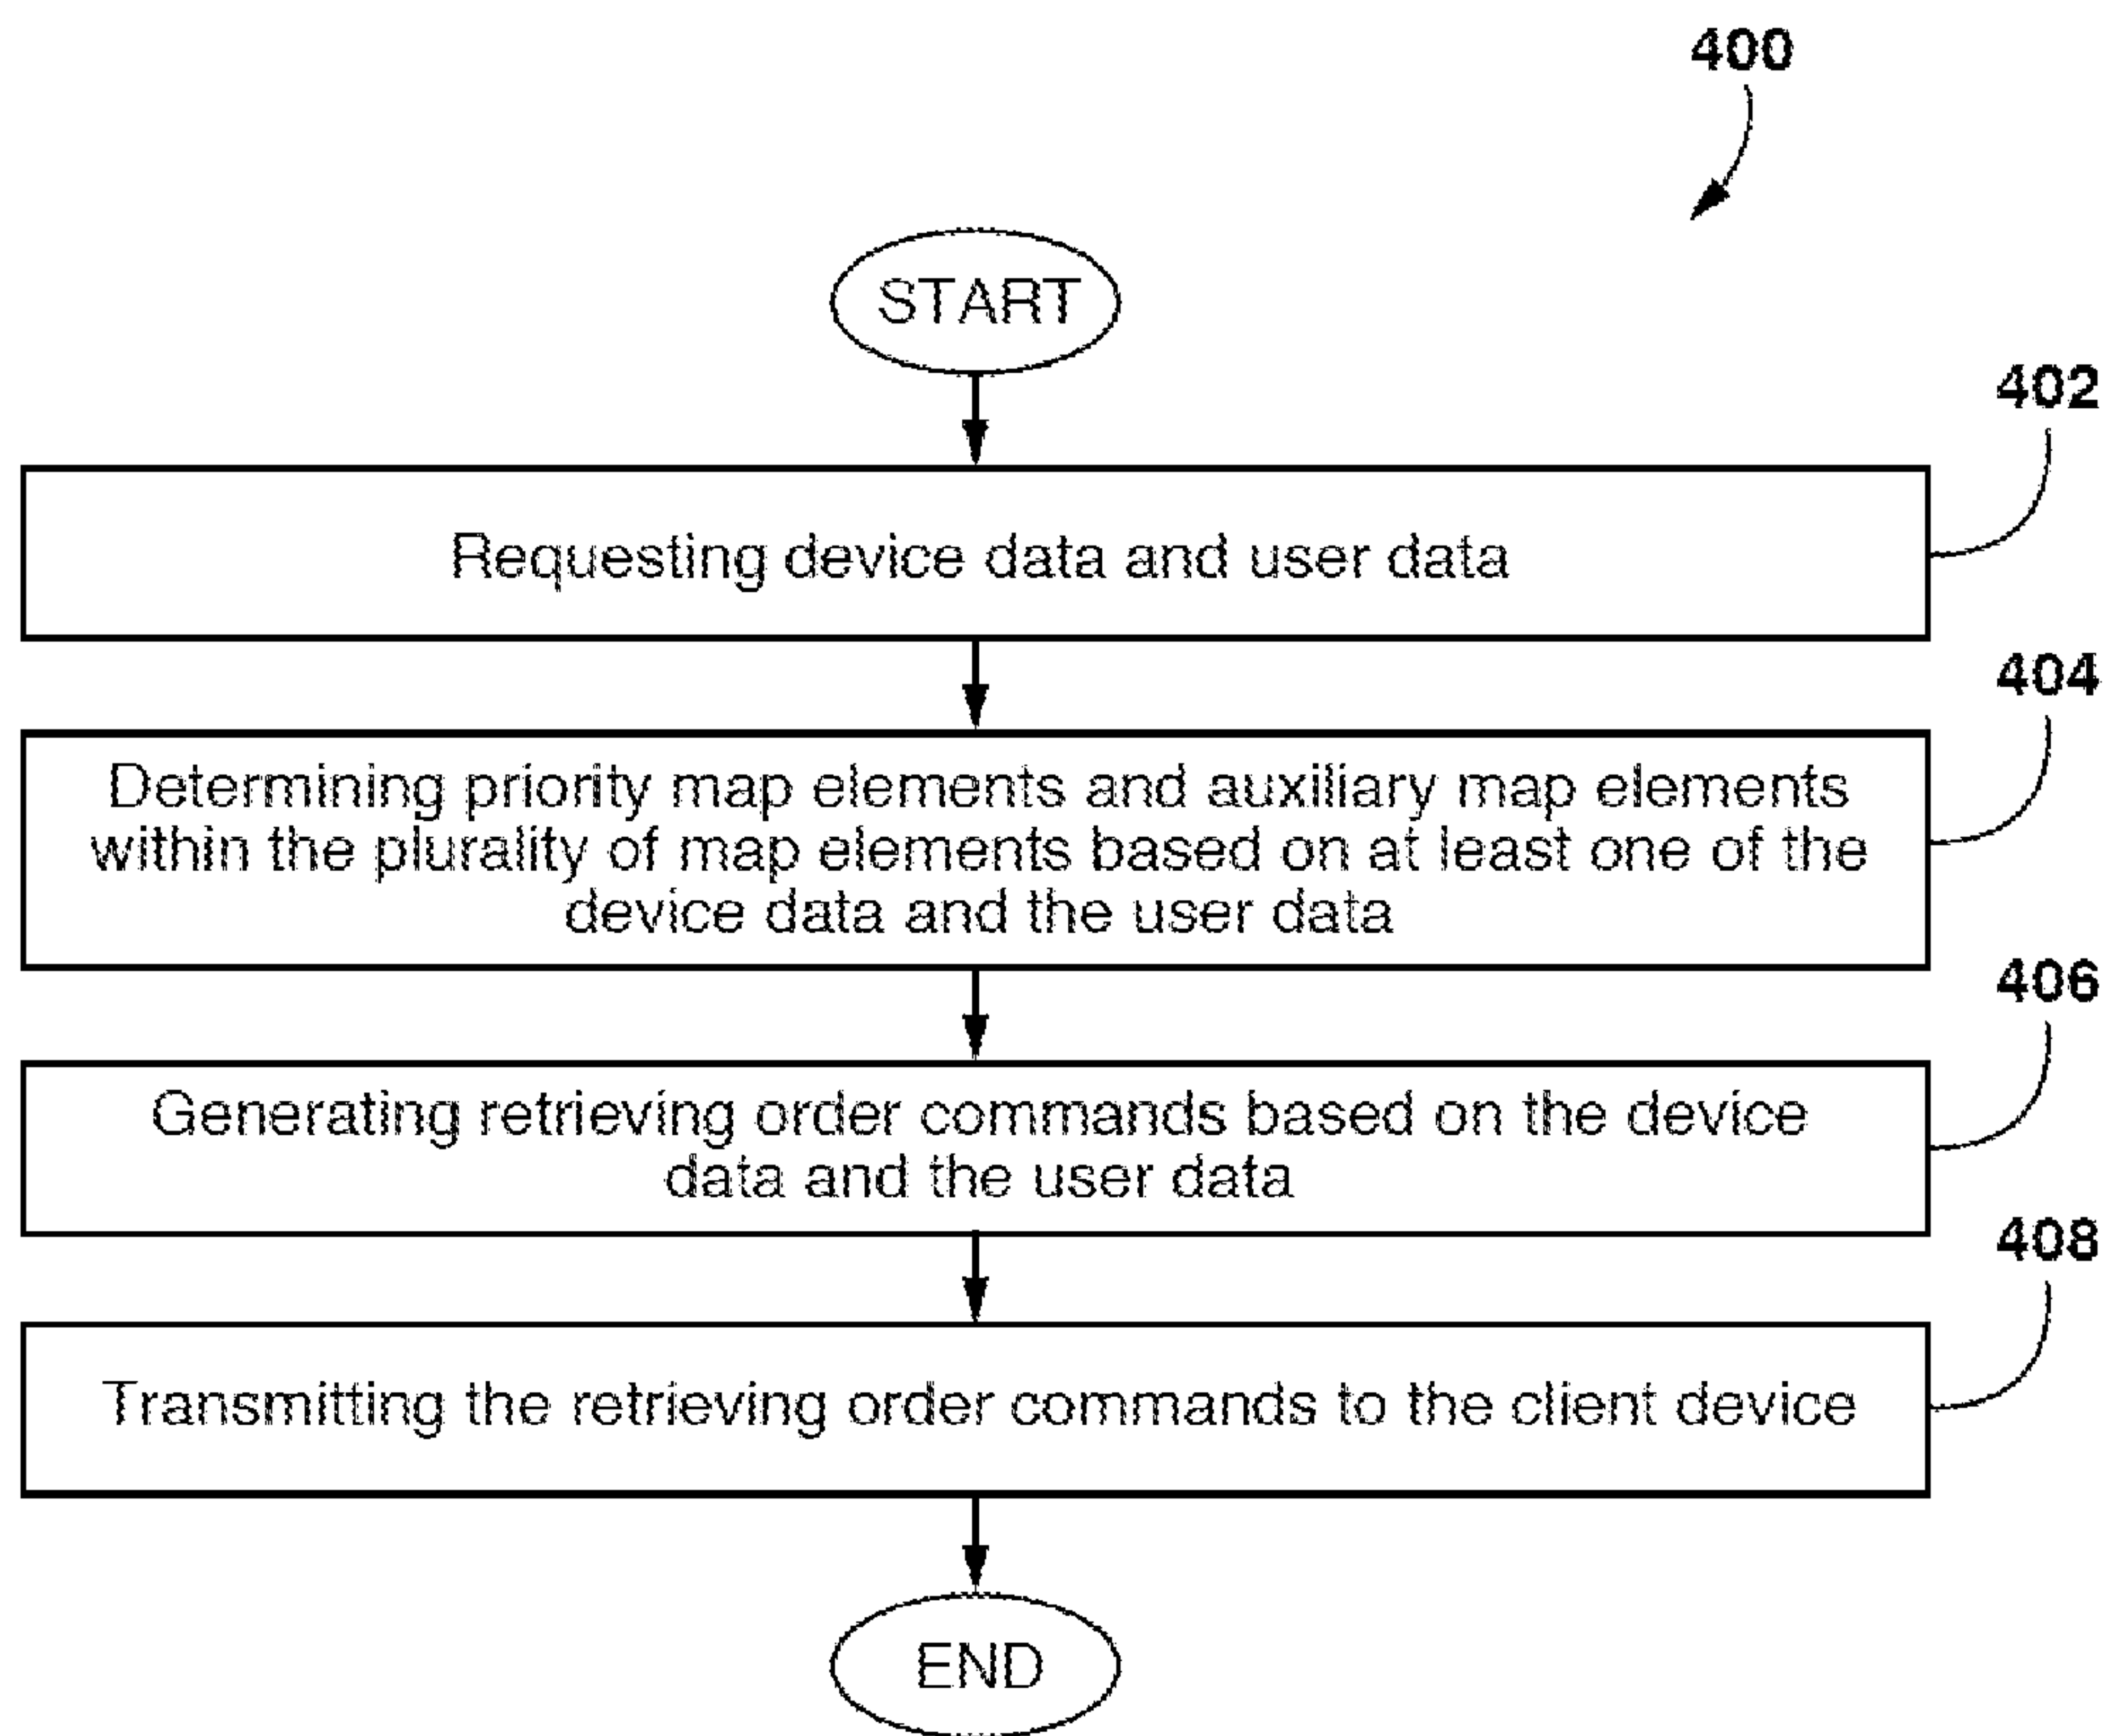 400
START
402
Requesting device data and user data
404
Determining priority map elements and auxiliary map elements
within the plurality of map elements based on at least one of the
device data and the user data
406
Generating retrieving order commands based on the device
data and the user data
408
Transmitting the retrieving order commands to the client device
END